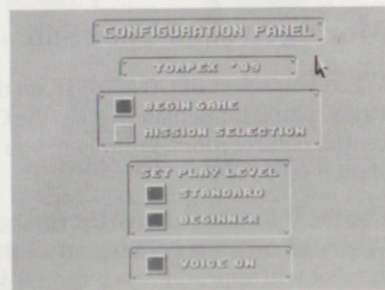 CONFIGURATION PANEL
TORPEX '89
BEGIN GAME
MISSION SELECTION
SET PLAY LEVEL
STANDARD
BEGINNER
VOICE ON